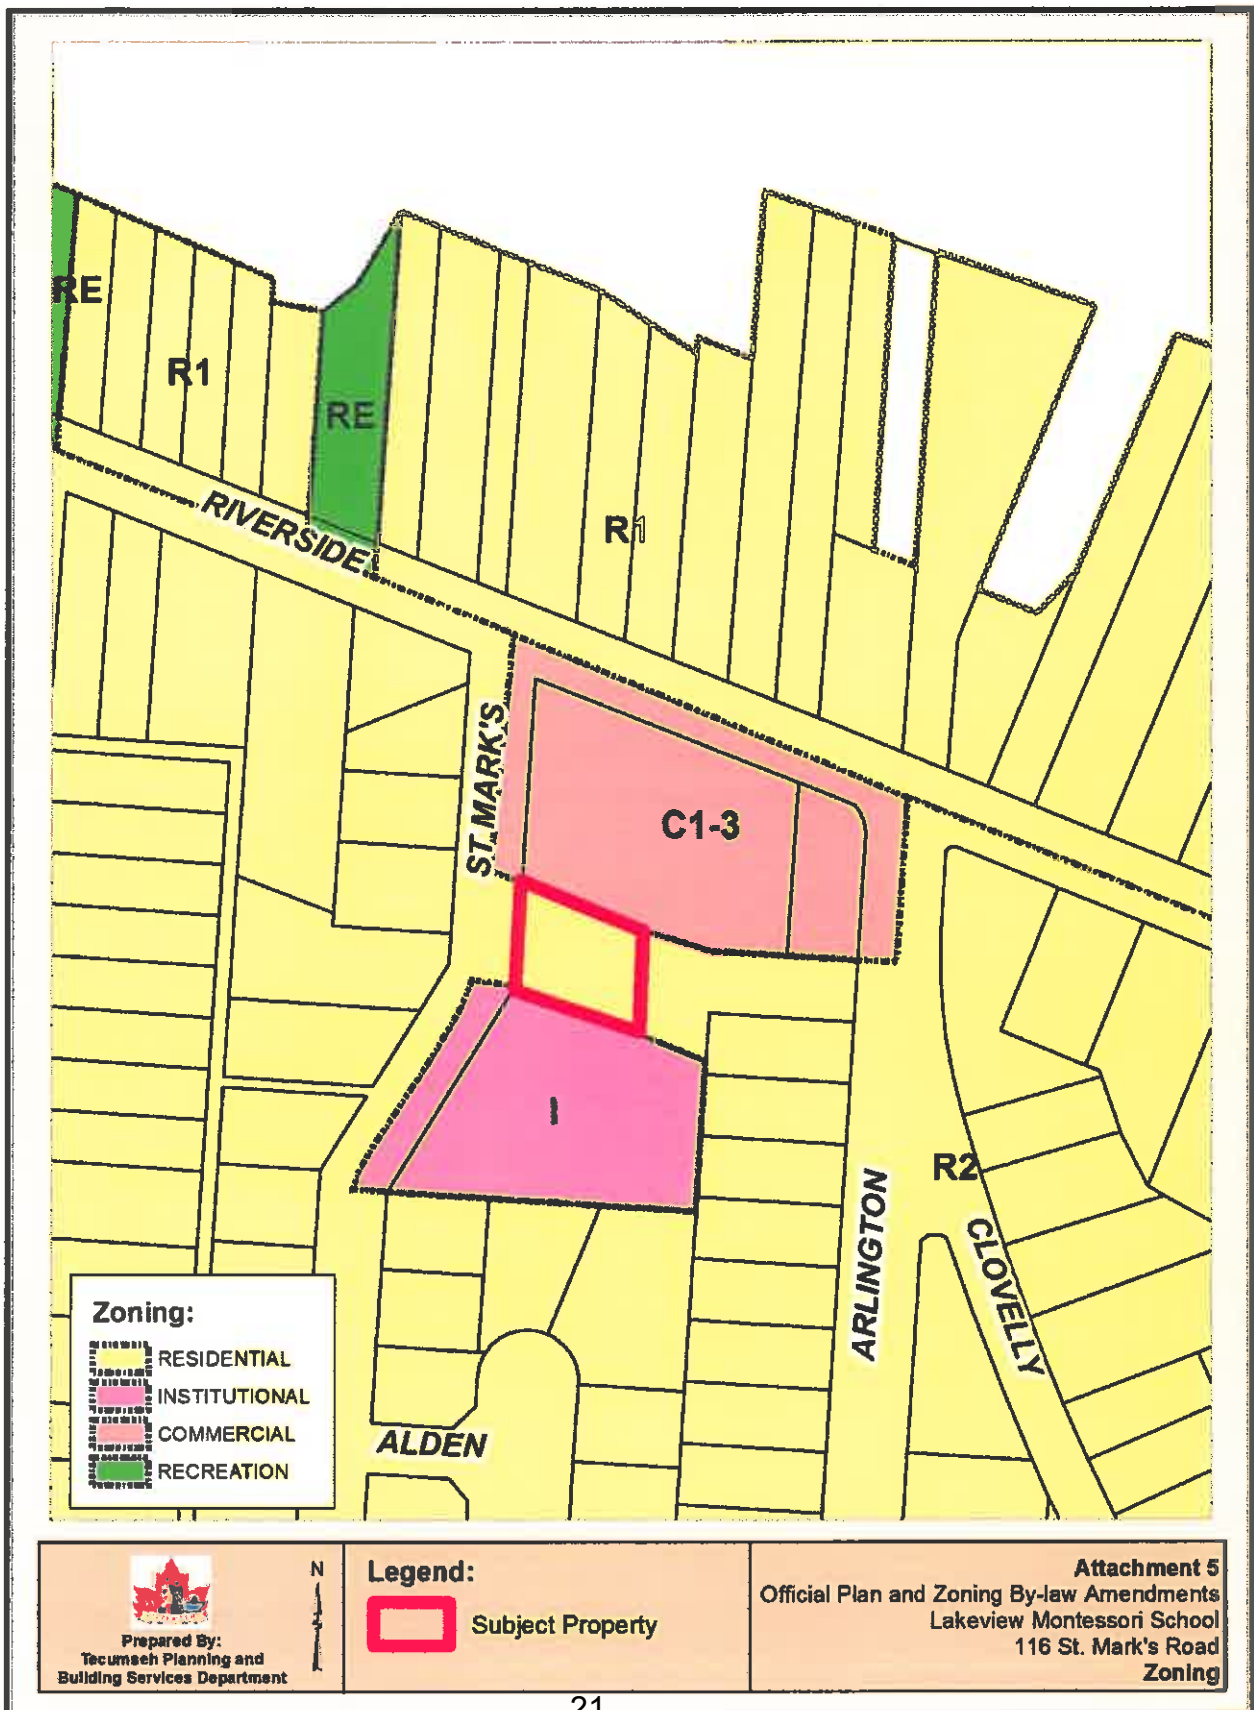 RE
R1
RE
R1
RIVERSIDE
ST. MARK'S
C1-3
I
R2
ARLINGTON
CLOVELLY
ALDEN
Zoning:
RESIDENTIAL
INSTITUTIONAL
COMMERCIAL
RECREATION
Prepared By:
Tecumseh Planning and
Building Services Department
N
Legend:
Subject Property
Attachment 5
Official Plan and Zoning By-law Amendments
Lakeview Montessori School
116 St. Mark's Road
Zoning
21